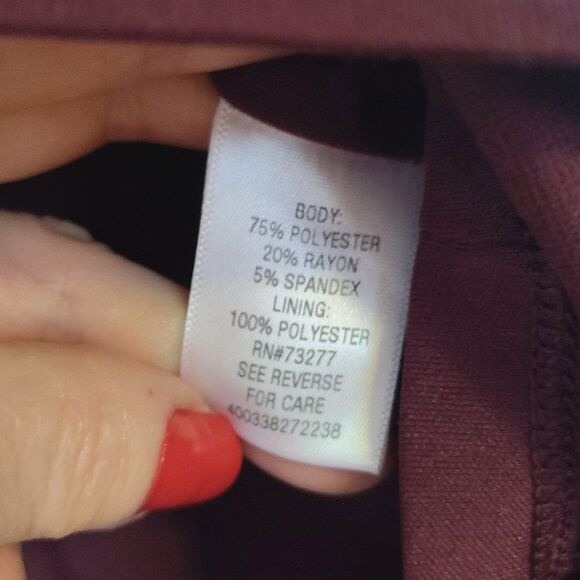 BODY:
75% POLYESTER
20% RAYON
5% SPANDEX
LINING:
100% POLYESTER
RN#73277
SEE REVERSE
FOR CARE
400338272238